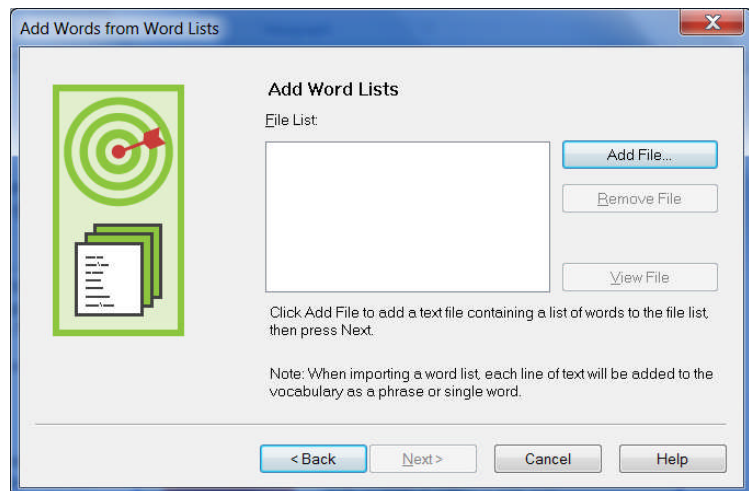 Add Words from Word Lists
Add Word Lists
File List:
Add File...
Remove File
View File
Click Add File to add a text file containing a list of words to the file list,
then press Next.
Note: When importing a word list, each line of text will be added to the
vocabulary as a phrase or single word.
< Back
Next >
Cancel
Help